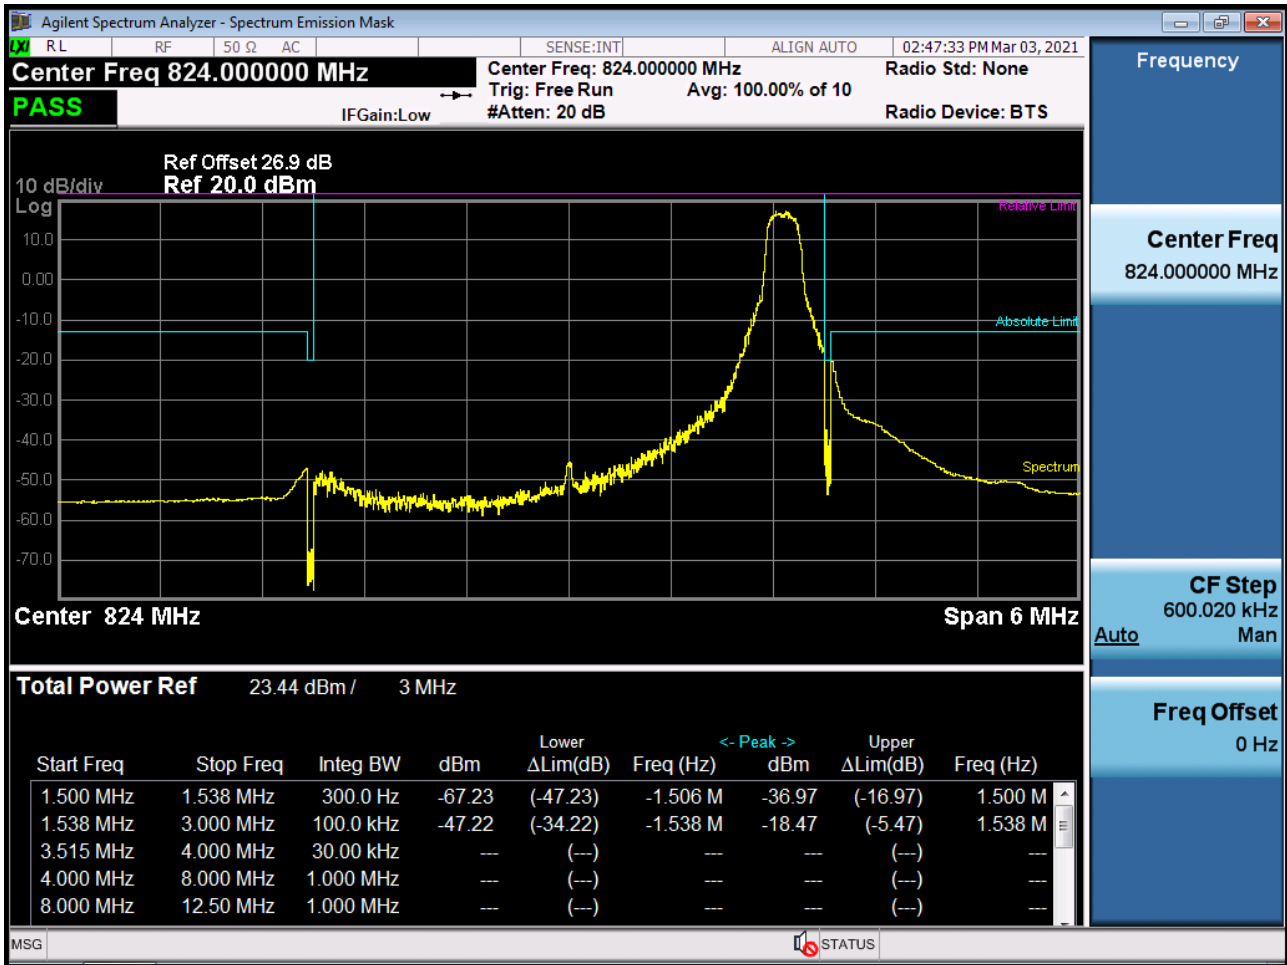 Agilent Spectrum Analyzer - Spectrum Emission Mask
LXI RL RF 50 Ω AC SENSE:INT ALIGN AUTO 02:47:33 PM Mar 03, 2021
Center Freq 824.000000 MHz
Center Freq: 824.000000 MHz Radio Std: None
Trig: Free Run Avg: 100.00% of 10
PASS
IFGain:Low #Atten: 20 dB Radio Device: BTS
Ref Offset 26.9 dB
10 dB/div Ref 20.0 dBm
Log
Relative Limit
10.0
0.00
-10.0
Absolute Limit
-20.0
-30.0
-40.0
Spectrum
-50.0
-60.0
-70.0
Center 824 MHz Span 6 MHz
Total Power Ref 23.44 dBm / 3 MHz
Lower <- Peak -> Upper
Start Freq Stop Freq Integ BW dBm ΔLim(dB) Freq (Hz) dBm ΔLim(dB) Freq (Hz)
1.500 MHz 1.538 MHz 300.0 Hz -67.23 (-47.23) -1.506 M -36.97 (-16.97) 1.500 M
1.538 MHz 3.000 MHz 100.0 kHz -47.22 (-34.22) -1.538 M -18.47 (-5.47) 1.538 M
3.515 MHz 4.000 MHz 30.00 kHz --- (---) --- --- (---) ---
4.000 MHz 8.000 MHz 1.000 MHz --- (---) --- --- (---) ---
8.000 MHz 12.50 MHz 1.000 MHz --- (---) --- --- (---) ---
MSG STATUS
Frequency
Center Freq
824.000000 MHz
CF Step
600.020 kHz
Auto Man
Freq Offset
0 Hz